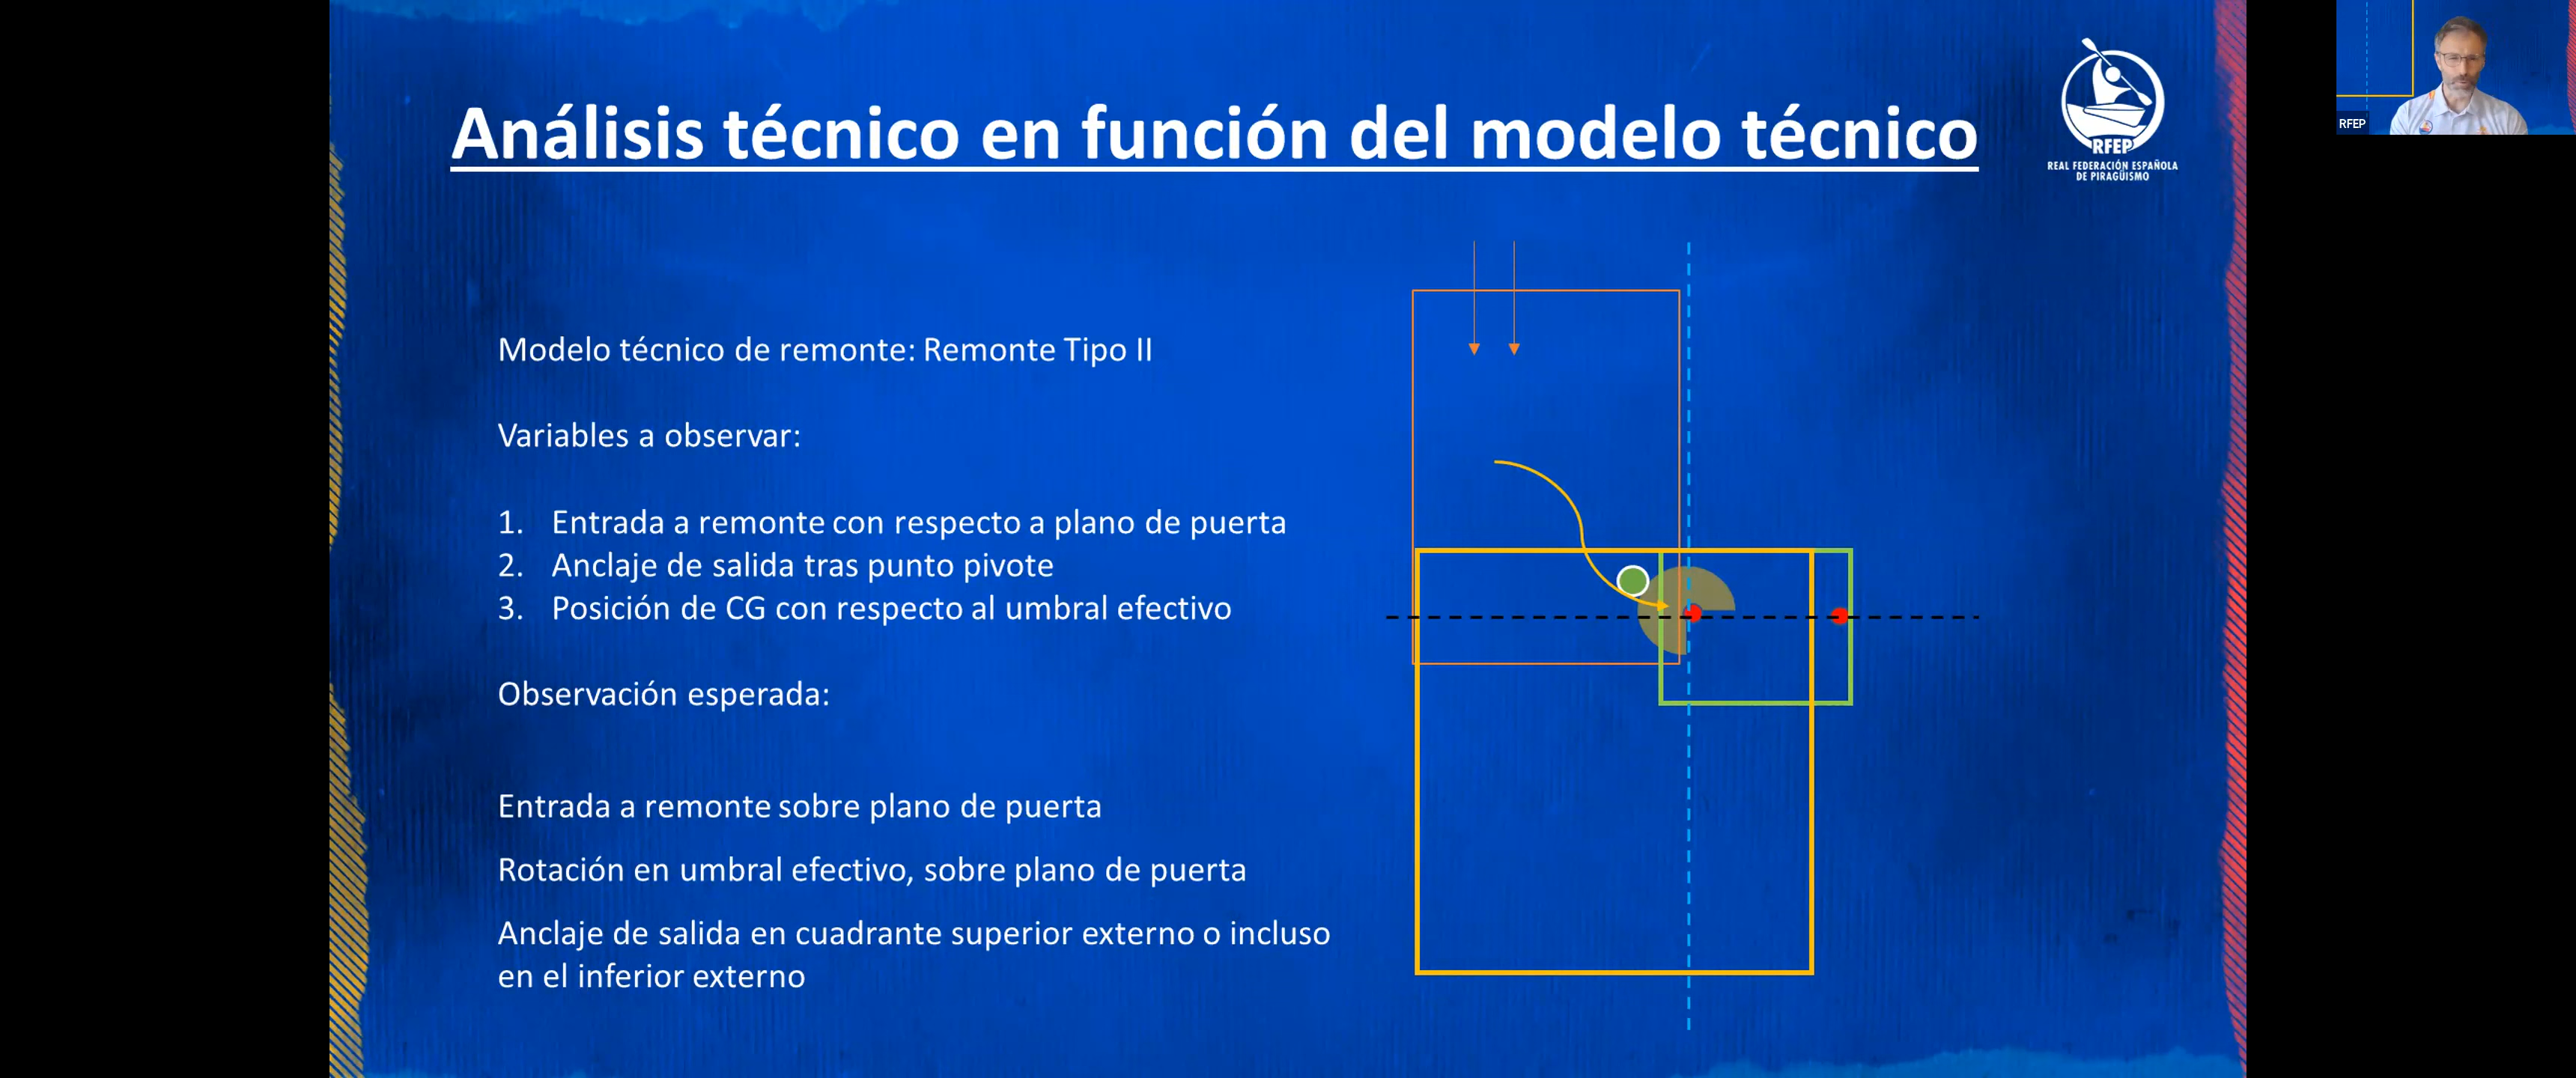 Análisis técnico en función del modelo técnico
RFEP
REAL FEDERACIÓN ESPAÑOLA
DE PIRAGÜISMO
RFEP
Modelo técnico de remonte: Remonte Tipo II
Variables a observar:
1. Entrada a remonte con respecto a plano de puerta
2. Anclaje de salida tras punto pivote
3. Posición de CG con respecto al umbral efectivo
Observación esperada:
Entrada a remonte sobre plano de puerta
Rotación en umbral efectivo, sobre plano de puerta
Anclaje de salida en cuadrante superior externo o incluso
en el inferior externo